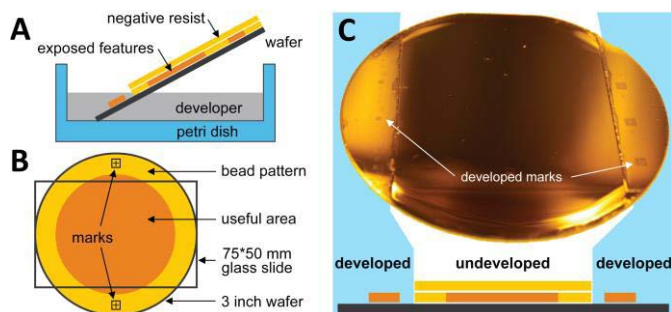 A
negative resist
exposed features
wafer
developer
petri dish
B
bead pattern
useful area
marks
75*50 mm
glass slide
3 inch wafer
C
developed marks
developed
undeveloped
developed